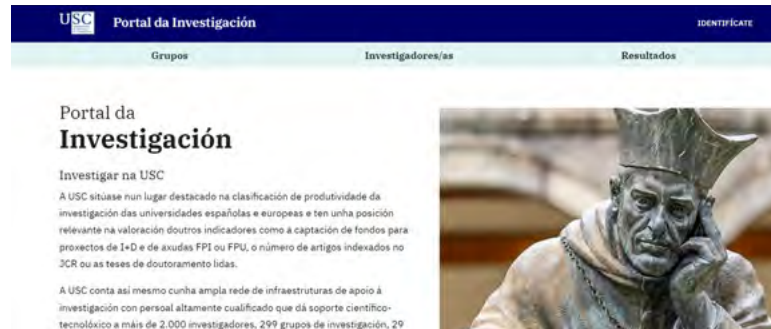 USC Portal da Investigación
IDENTIFÍCATE
Grupos Investigadores/as Resultados
Portal da
Investigación
Investigar na USC
A USC sitúase nun lugar destacado na clasificación de produtividade da
investigación das universidades españolas e europeas e ten unha posición
relevante na valoración doutros indicadores como a captación de fondos para
proxectos de I+D e de axudas FPI ou FPU, o número de artigos indexados no
JCR ou as teses de doutoramento lidas.
A USC conta así mesmo cunha ampla rede de infraestruturas de apoio á
investigación con persoal altamente cualificado que dá soporte científico-
tecnolóxico a máis de 2.000 investigadores, 299 grupos de investigación, 29